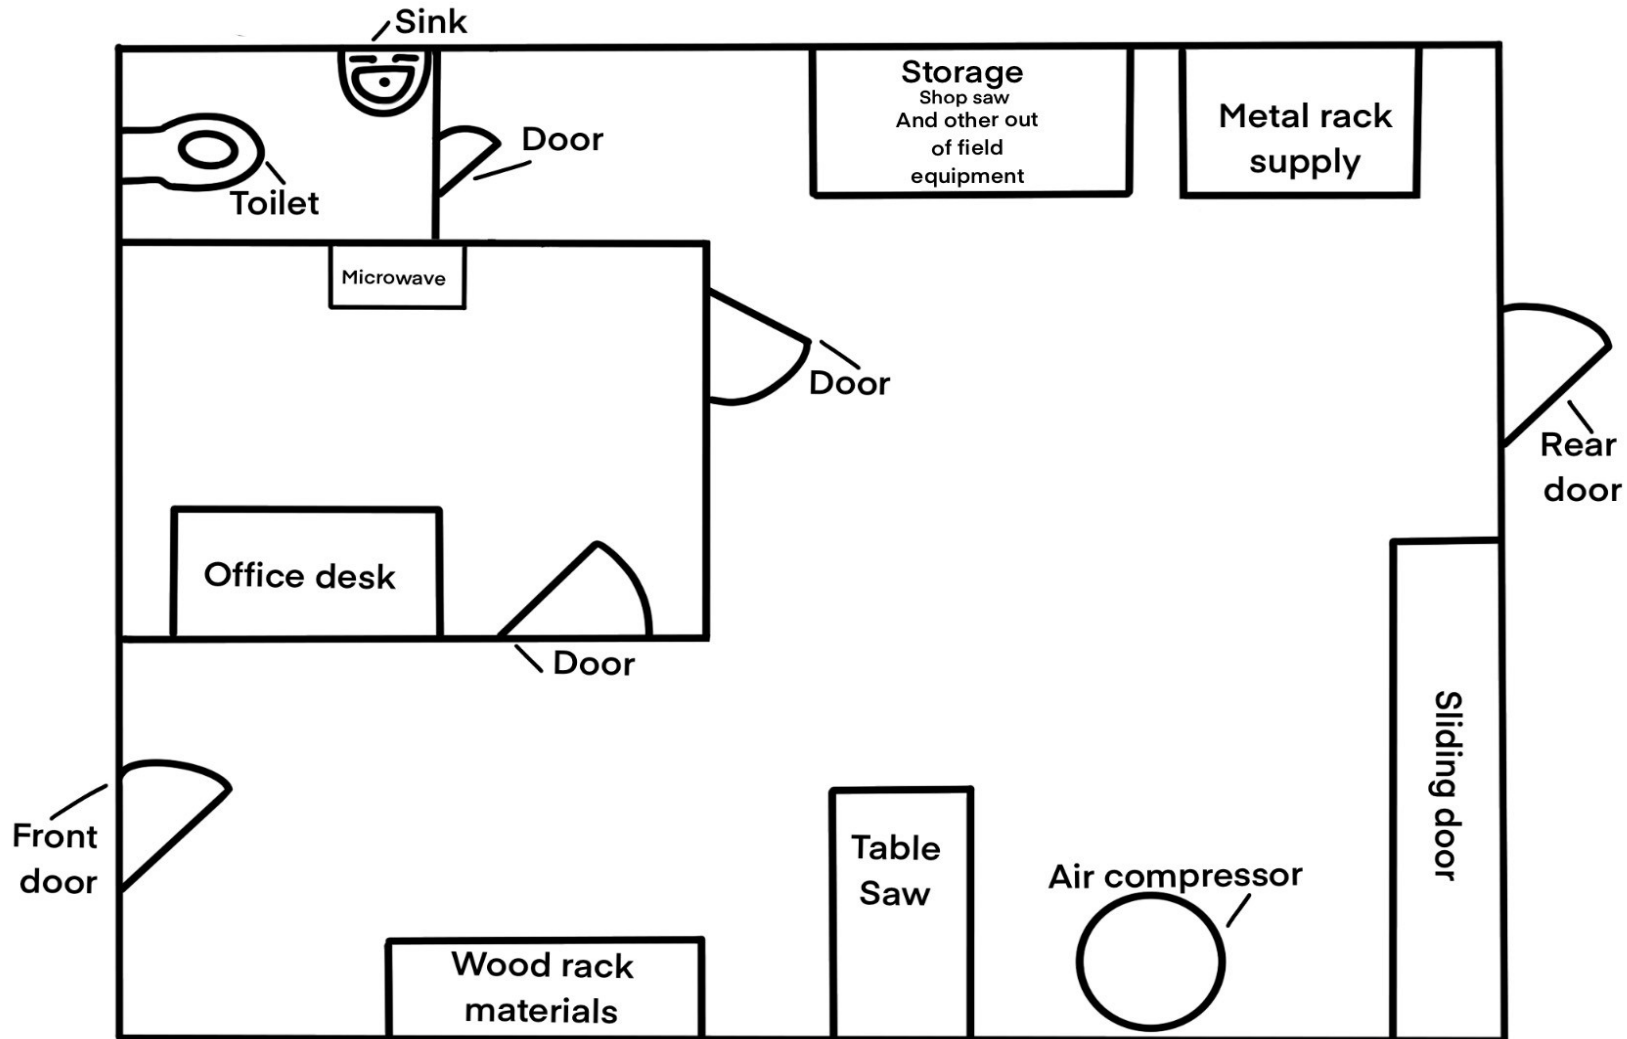 Sink
Storage
Shop saw
And other out
of field
equipment
Metal rack
supply
Door
Toilet
Microwave
Door
Rear
door
Office desk
Door
Sliding door
Front
door
Table
Saw
Air compressor
Wood rack
materials